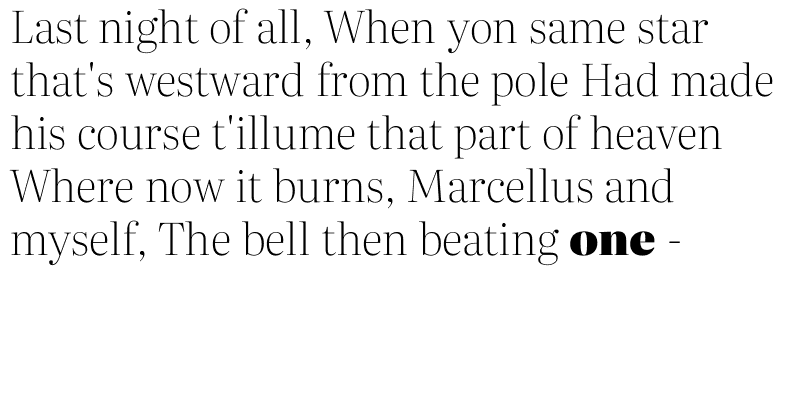 Last night of all, When yon same star
that's westward from the pole Had made
his course t'illume that part of heaven
Where now it burns, Marcellus and
myself, The bell then beating one -